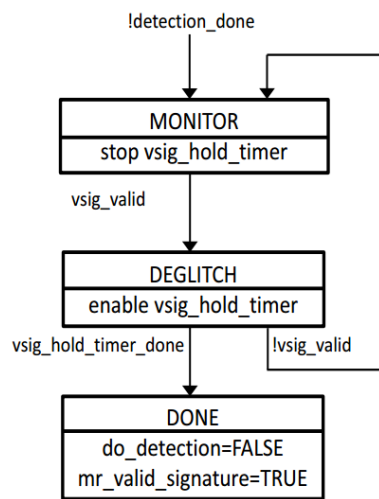 !detection_done
MONITOR
stop vsig_hold_timer
vsig_valid
DEGLITCH
enable vsig_hold_timer
vsig_hold_timer_done
!vsig_valid
DONE
do_detection=FALSE
mr_valid_signature=TRUE